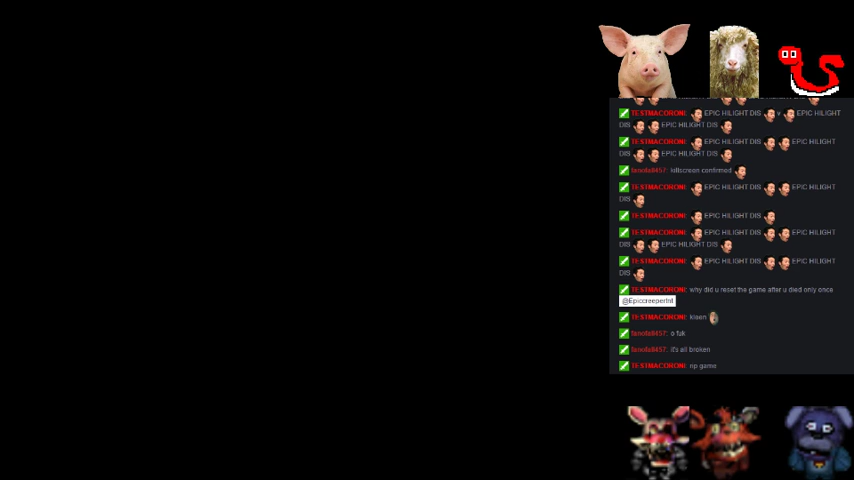 TESTMACORONI: EPIC HILIGHT DIS v EPIC HILIGHT
DIS EPIC HILIGHT DIS
TESTMACORONI: EPIC HILIGHT DIS EPIC HILIGHT
DIS EPIC HILIGHT DIS
fanofa8457: killscreen confirmed
TESTMACORONI: EPIC HILIGHT DIS EPIC HILIGHT
DIS
TESTMACORONI: EPIC HILIGHT DIS
TESTMACORONI: EPIC HILIGHT DIS EPIC HILIGHT
DIS EPIC HILIGHT DIS
TESTMACORONI: EPIC HILIGHT DIS EPIC HILIGHT
DIS
TESTMACORONI: why did u reset the game after u died only once
TESTMACORONI:
fanofa8457: o fuk
fanofa8457: it's all broken
TESTMACORONI: np game